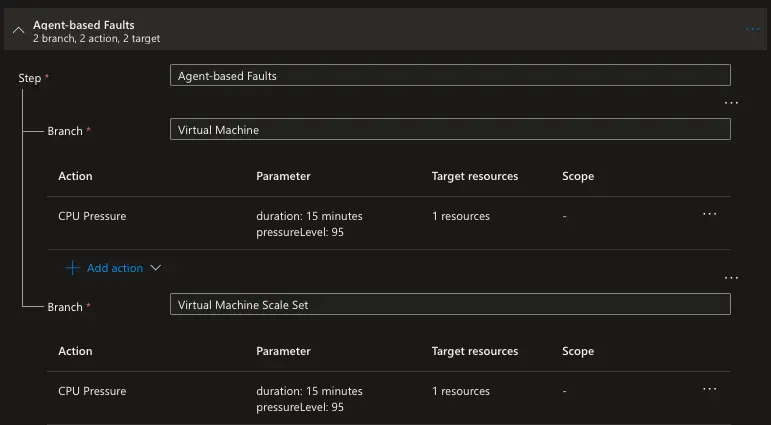 Agent-based Faults
2 branch, 2 action, 2 target
Step *
Agent-based Faults
Branch *
Virtual Machine
Action Parameter Target resources Scope
CPU Pressure duration: 15 minutes 1 resources -
pressureLevel: 95
Add action
Branch *
Virtual Machine Scale Set
Action Parameter Target resources Scope
CPU Pressure duration: 15 minutes 1 resources -
pressureLevel: 95